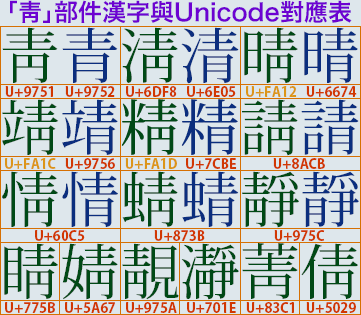 「靑」部件漢字與Unicode對應表
靑 青 淸 清 晴 晴
U+9751 U+9752 U+6DF8 U+6E05 U+FA12 U+6674
靖 靖 精 精 請 請
U+FA1C U+9756 U+FA1D U+7CBE U+8ACB
情 情 蜻 蜻 靜 靜
U+60C5 U+873B U+975C
睛 婧 靚 瀞 菁 倩
U+775B U+5A67 U+975A U+701E U+83C1 U+5029